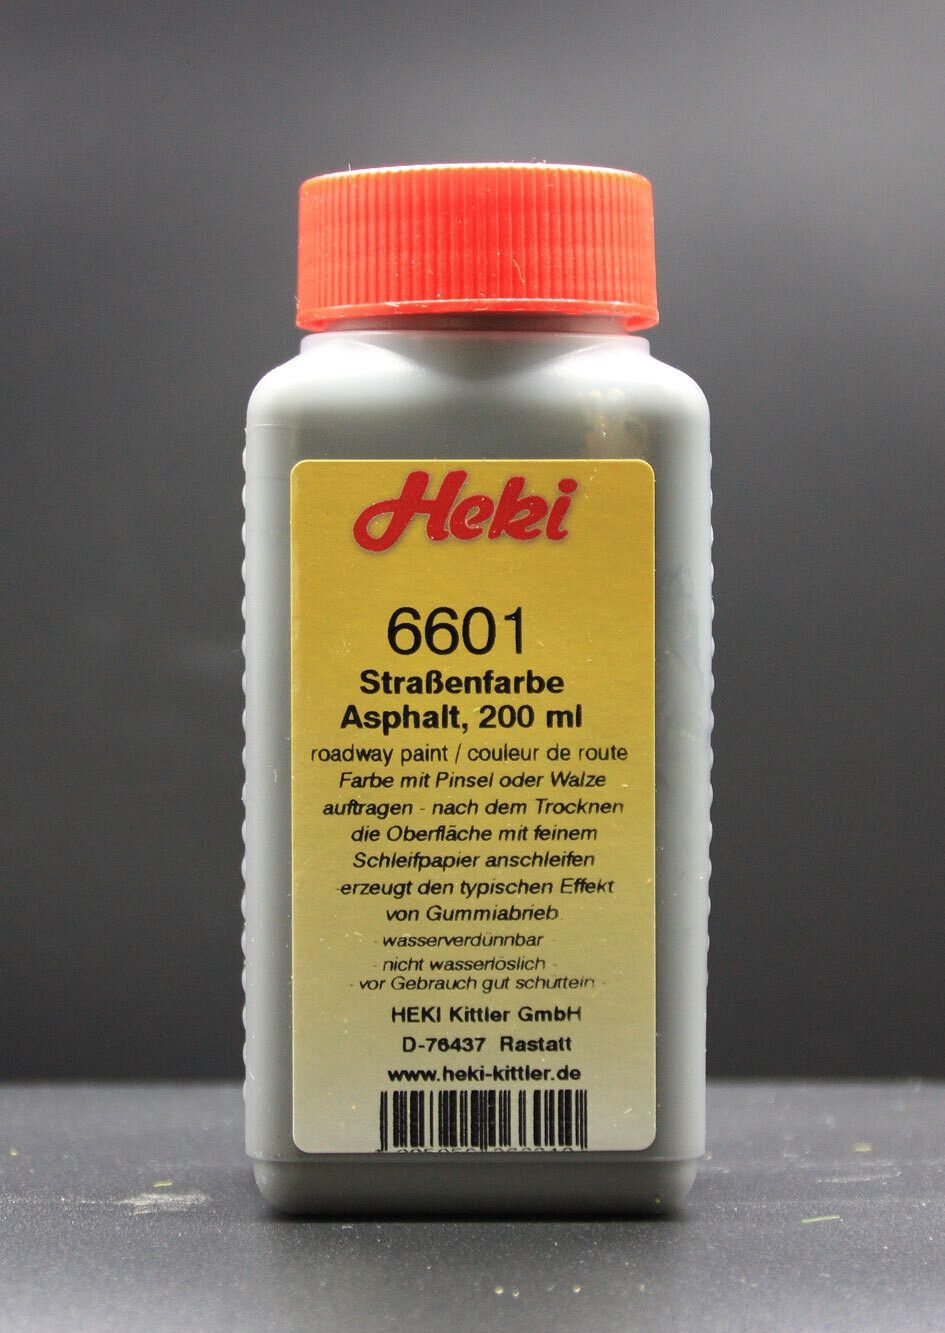 Heki
6601
Straßenfarbe
Asphalt, 200 ml
roadway paint / couleur de route
Farbe mit Pinsel oder Walze
auftragen - nach dem Trocknen
die Oberfläche mit feinem
Schleifpapier anschleifen
-erzeugt den typischen Effekt
von Gummiabrieb
- wasserverdünnbar
- nicht wasserlöslich -
- vor Gebrauch gut schütteln -
HEKI Kittler GmbH
D-76437 Rastatt
www.heki-kittler.de